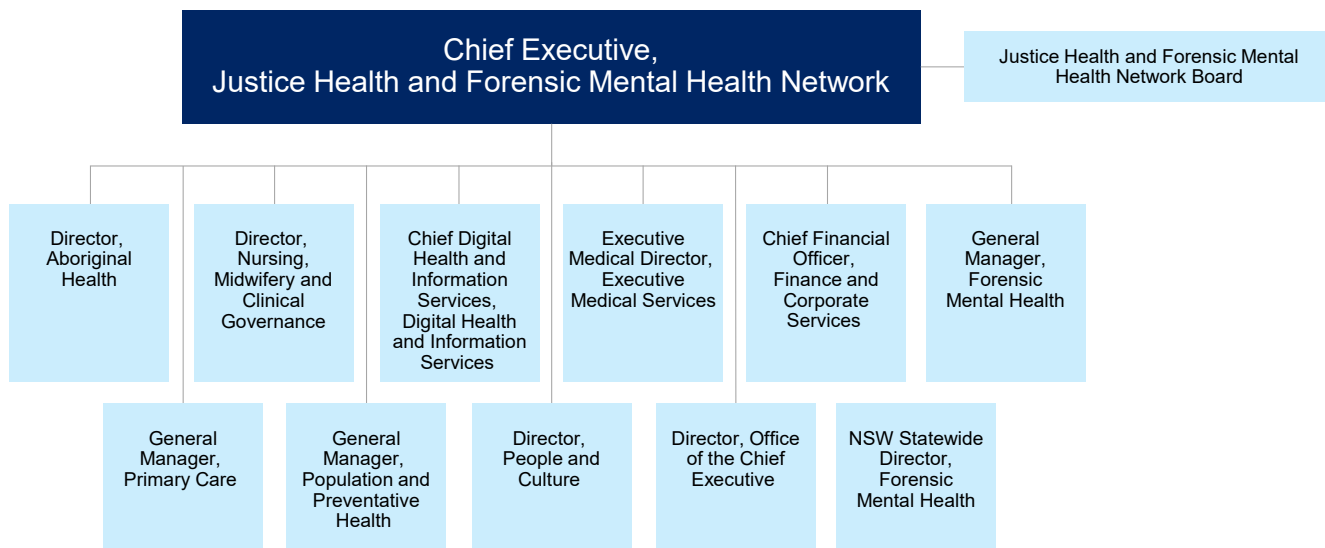 Chief Executive,
Justice Health and Forensic Mental Health Network
Justice Health and Forensic Mental
Health Network Board
Director,
Aboriginal
Health
Director,
Nursing,
Midwifery and
Clinical
Governance
Chief Digital
Health and
Information
Services,
Digital Health
and Information
Services
Executive
Medical Director,
Executive
Medical Services
Chief Financial
Officer,
Finance and
Corporate
Services
General
Manager,
Forensic
Mental Health
General
Manager,
Primary Care
General
Manager,
Population and
Preventative
Health
Director,
People and
Culture
Director, Office
of the Chief
Executive
NSW Statewide
Director,
Forensic
Mental Health